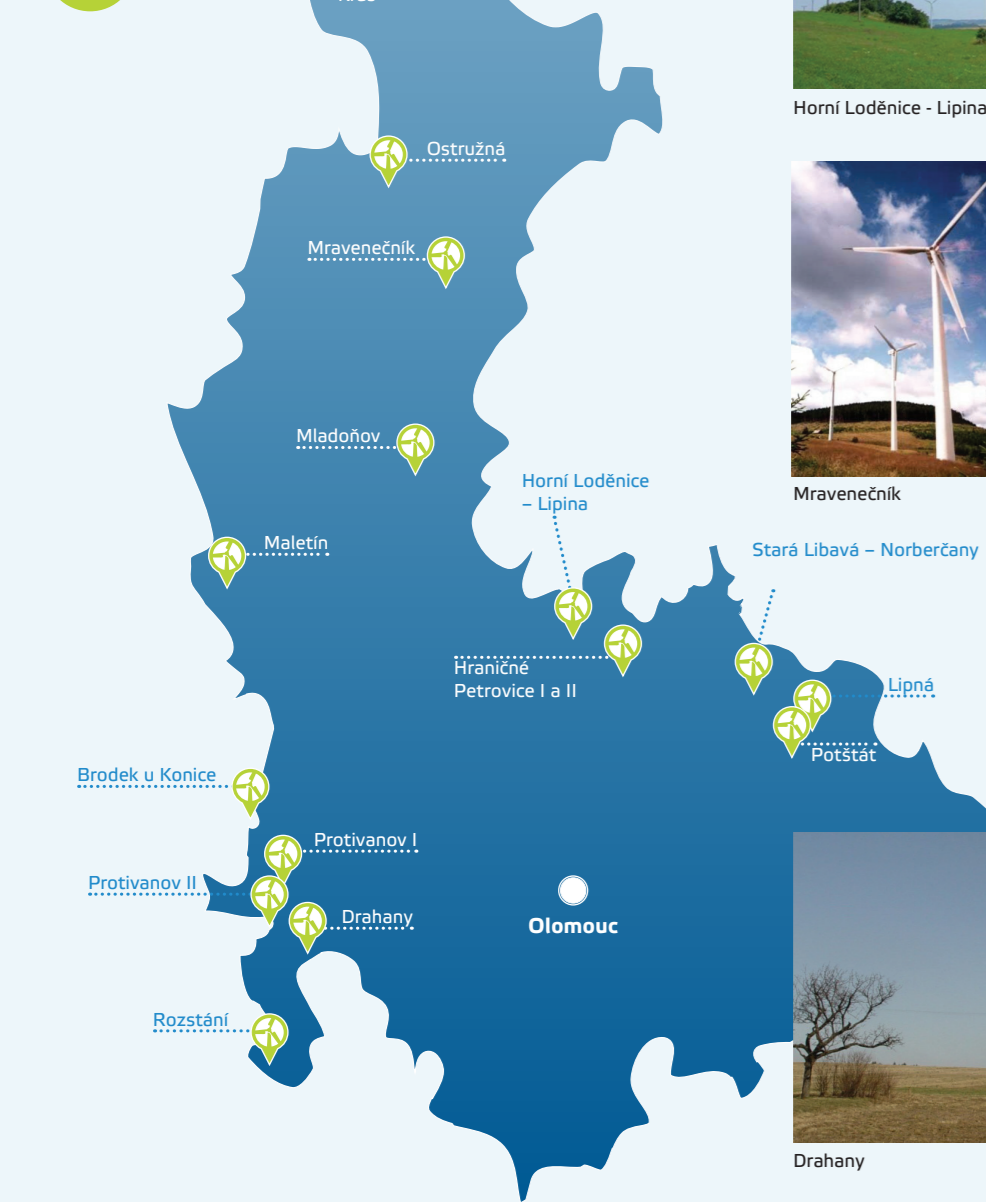 Horní Loděnice - Lipina
Ostružná
Mravenečník
Mladoňov
Horní Loděnice
– Lipina
Mravenečník
Maletín
Stará Libavá – Norberčany
Hraničné
Petrovice I a II
Lipná
Potštát
Brodek u Konice
Protivanov I
Protivanov II
Drahany
Olomouc
Rozstání
Drahany